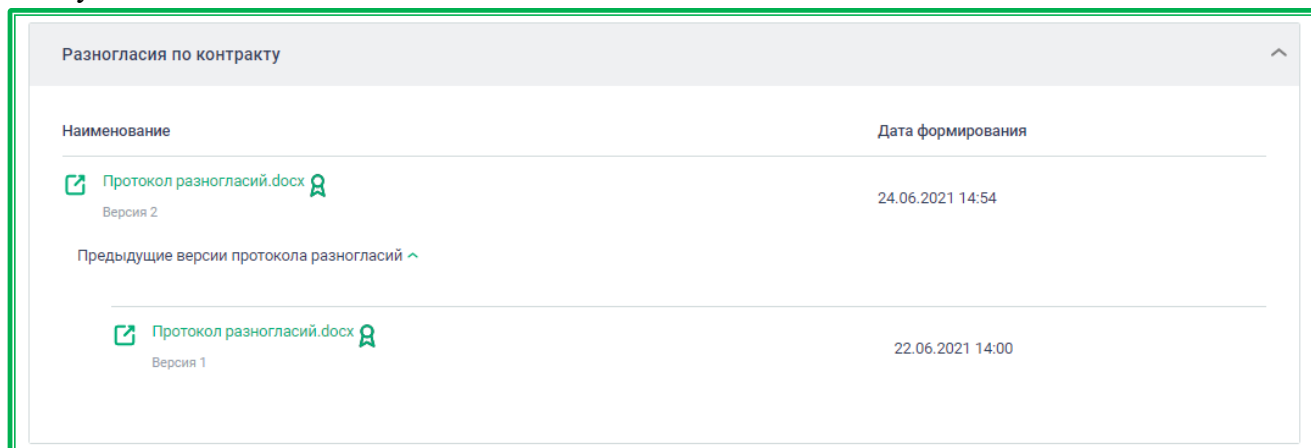 Разногласия по контракту
Наименование Дата формирования
Протокол разногласий.docx
Версия 2
24.06.2021 14:54
Предыдущие версии протокола разногласий
Протокол разногласий.docx
Версия 1
22.06.2021 14:00